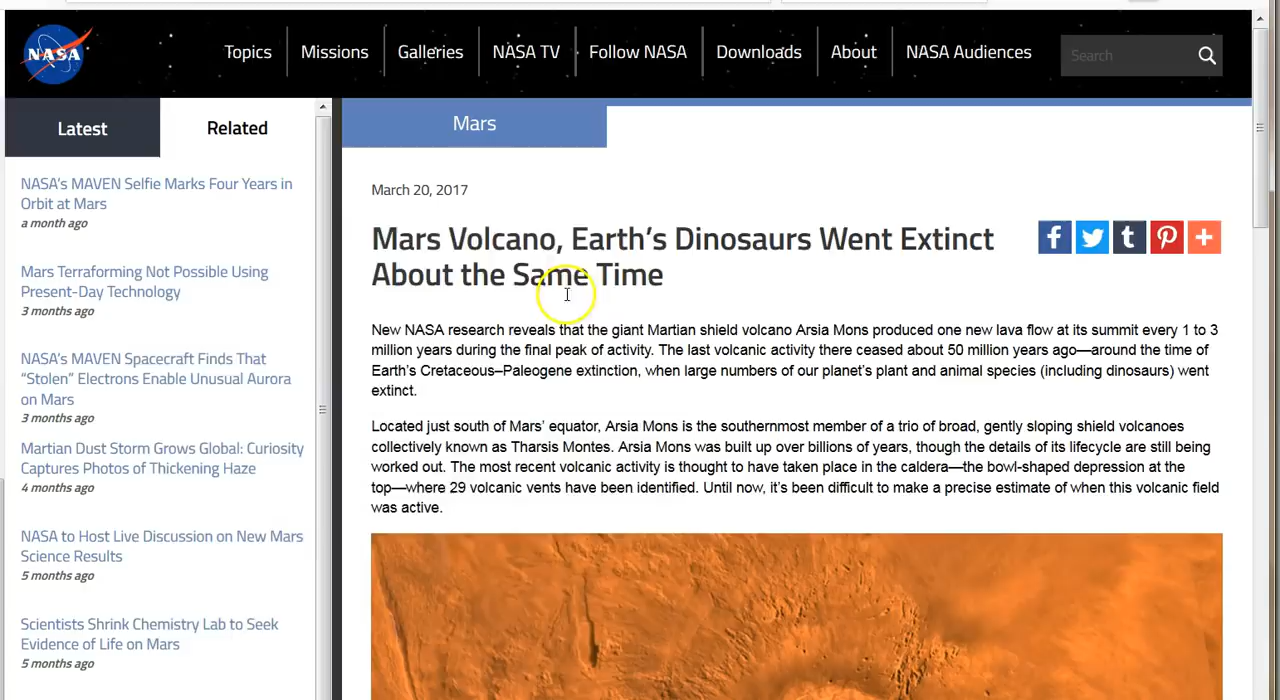 NASA
Topics
Missions
Galleries
NASA TV
Follow NASA
Downloads
About
NASA Audiences
Search
Latest
Related
NASA's MAVEN Selfie Marks Four Years in
Orbit at Mars
a month ago
Mars Terraforming Not Possible Using
Present-Day Technology
3 months ago
NASA's MAVEN Spacecraft Finds That
“Stolen” Electrons Enable Unusual Aurora
on Mars
3 months ago
Martian Dust Storm Grows Global: Curiosity
Captures Photos of Thickening Haze
4 months ago
NASA to Host Live Discussion on New Mars
Science Results
5 months ago
Scientists Shrink Chemistry Lab to Seek
Evidence of Life on Mars
5 months ago
Mars
March 20, 2017
Mars Volcano, Earth's Dinosaurs Went Extinct
About the Same Time
New NASA research reveals that the giant Martian shield volcano Arsia Mons produced one new lava flow at its summit every 1 to 3
million years during the final peak of activity. The last volcanic activity there ceased about 50 million years ago—around the time of
Earth's Cretaceous–Paleogene extinction, when large numbers of our planet's plant and animal species (including dinosaurs) went
extinct.
Located just south of Mars' equator, Arsia Mons is the southernmost member of a trio of broad, gently sloping shield volcanoes
collectively known as Tharsis Montes. Arsia Mons was built up over billions of years, though the details of its lifecycle are still being
worked out. The most recent volcanic activity is thought to have taken place in the caldera—the bowl-shaped depression at the
top—where 29 volcanic vents have been identified. Until now, it's been difficult to make a precise estimate of when this volcanic field
was active.